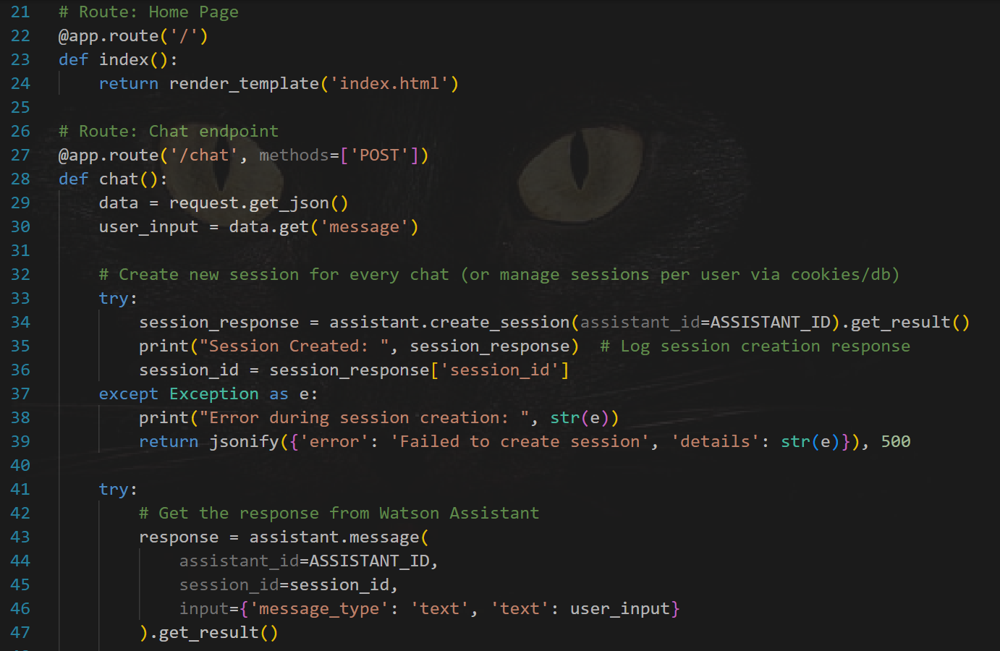 21 # Route: Home Page
22 @app.route('/')
23 def index():
24     return render_template('index.html')
25
26 # Route: Chat endpoint
27 @app.route('/chat', methods=['POST'])
28 def chat():
29     data = request.get_json()
30     user_input = data.get('message')
31
32     # Create new session for every chat (or manage sessions per user via cookies/db)
33     try:
34         session_response = assistant.create_session(assistant_id=ASSISTANT_ID).get_result()
35         print("Session Created: ", session_response)  # Log session creation response
36         session_id = session_response['session_id']
37     except Exception as e:
38         print("Error during session creation: ", str(e))
39         return jsonify({'error': 'Failed to create session', 'details': str(e)}), 500
40
41     try:
42         # Get the response from Watson Assistant
43         response = assistant.message(
44             assistant_id=ASSISTANT_ID,
45             session_id=session_id,
46             input={'message_type': 'text', 'text': user_input}
47         ).get_result()